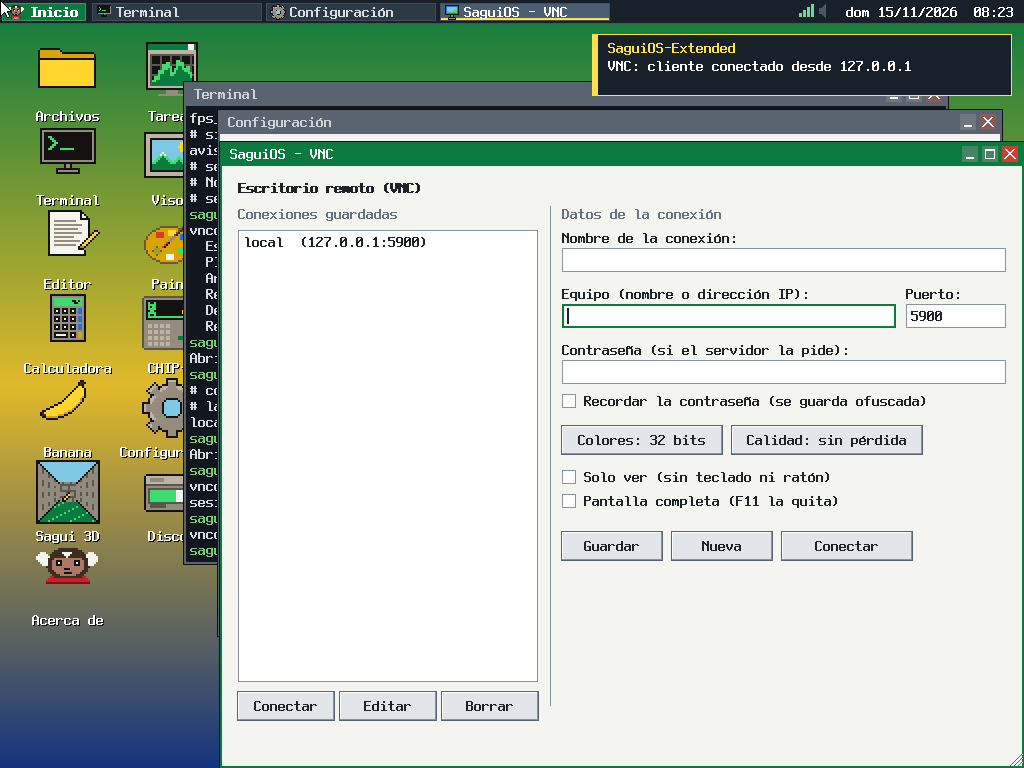 Inicio
Terminal
Configuración
SaguiOS - VNC
dom 15/11/2026 08:23
SaguiOS-Extended
VNC: cliente conectado desde 127.0.0.1
Archivos
Terminal
Editor
Calculadora
CHIP
Banana
Sagui 3D
Acerca de
Terminal
Configuración
SaguiOS - VNC
Escritorio remoto (VNC)
Conexiones guardadas
local (127.0.0.1:5900)
Conectar
Editar
Borrar
Datos de la conexión
Nombre de la conexión:
Equipo (nombre o dirección IP):
Puerto:
5900
Contraseña (si el servidor la pide):
Recordar la contraseña (se guarda ofuscada)
Colores: 32 bits
Calidad: sin pérdida
Solo ver (sin teclado ni ratón)
Pantalla completa (F11 la quita)
Guardar
Nueva
Conectar